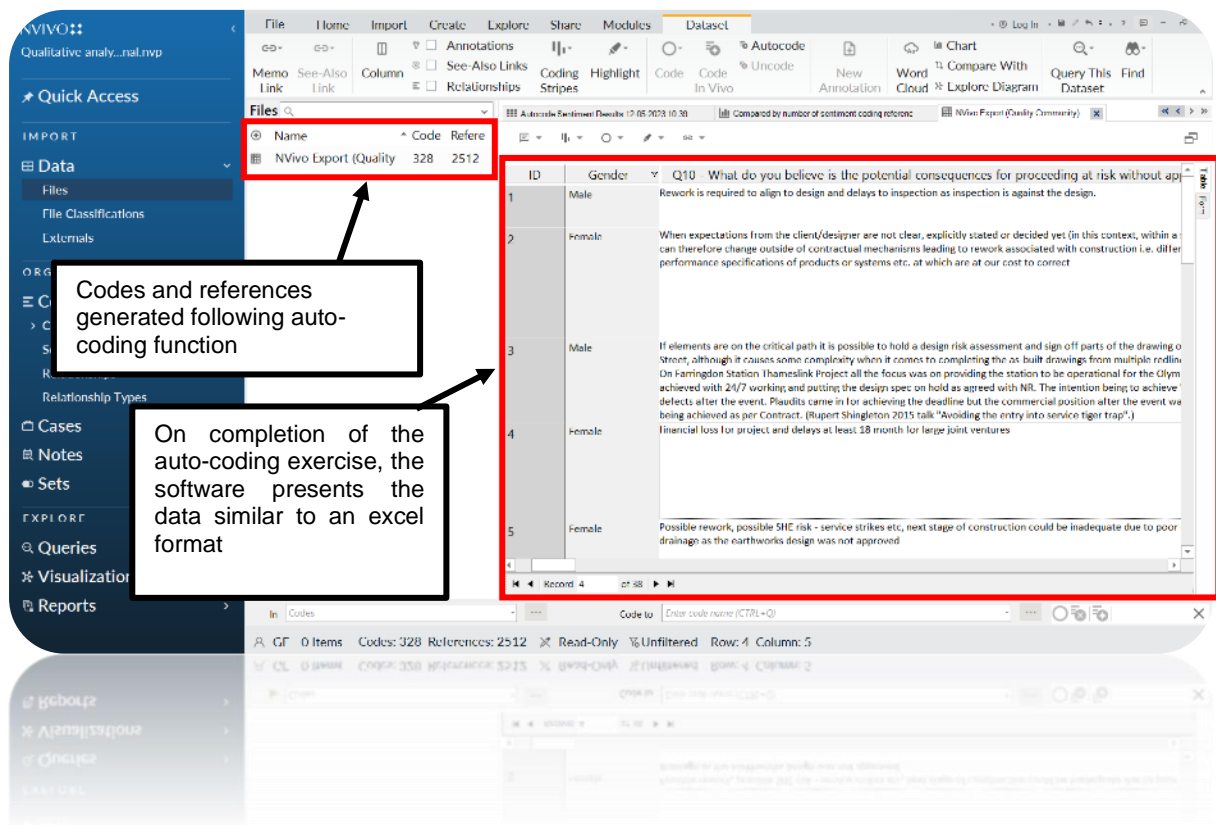 NVIVO
Qualitative analy...nal.nvp
Quick Access
IMPORT
Data
Files
File Classifications
Externals
ORG
C
C
S
R
Relationship Types
Cases
Notes
Sets
EXPLORE
Queries
Visualization
Reports
File Home Import Create Explore Share Modules Dataset
Log In
Memo Link
See-Also Link
Column
Annotations
See-Also Links
Relationships
Coding Stripes
Highlight
Code
Code In Vivo
Autocode
Uncode
New Annotation
Word Cloud
Chart
Compare With
Explore Diagram
Query This Dataset
Find
Files
Name Code Refere
NVivo Export (Quality 328 2512
Autocode Sentiment Results 12 05 2023 10 39
Compared by number of sentiment coding referenc
NVivo Export (Quality Community)
Table
Form
ID Gender Q10 - What do you believe is the potential consequences for proceeding at risk without app
1 Male Rework is required to align to design and delays to inspection as inspection is against the design.
2 Female When expectations from the client/designer are not clear, explicitly stated or decided yet (in this context, within a
can therefore change outside of contractual mechanisms leading to rework associated with construction i.e. differ
performance specifications of products or systems etc. at which are at our cost to correct
3 Male If elements are on the critical path it is possible to hold a design risk assessment and sign off parts of the drawing o
Street, although it causes some complexity when it comes to completing the as built drawings from multiple redline
On Farringdon Station Thameslink Project all the focus was on providing the station to be operational for the Olym
achieved with 24/7 working and putting the design spec on hold as agreed with NR. The intention being to achieve
defects after the event. Plaudits came in for achieving the deadline but the commercial position after the event wa
being achieved as per Contract. (Rupert Shingleton 2015 talk "Avoiding the entry into service tiger trap".)
4 Female Financial loss for project and delays at least 18 month for large joint ventures
5 Female Possible rework, possible SHE risk - service strikes etc, next stage of construction could be inadequate due to poor
drainage as the earthworks design was not approved
Record 4 of 38
Codes and references
generated following auto-
coding function
On completion of the
auto-coding exercise, the
software presents the
data similar to an excel
format
In Codes
Code to Enter code name (CTRL+Q)
GF 0 Items Codes: 328 References: 2512 Read-Only Unfiltered Row: 4 Column: 5